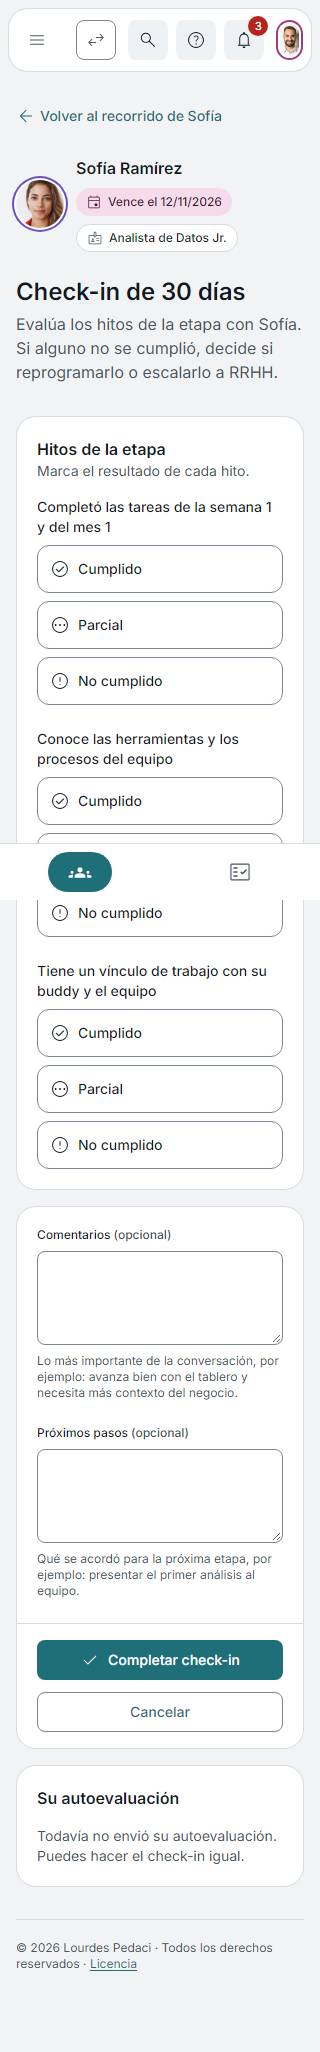 3
Volver al recorrido de Sofía
Sofía Ramírez
Vence el 12/11/2026
Analista de Datos Jr.
Check-in de 30 días
Evalúa los hitos de la etapa con Sofía.
Si alguno no se cumplió, decide si
reprogramarlo o escalarlo a RRHH.
Hitos de la etapa
Marca el resultado de cada hito.
Completó las tareas de la semana 1
y del mes 1
Cumplido
Parcial
No cumplido
Conoce las herramientas y los
procesos del equipo
Cumplido
No cumplido
Tiene un vínculo de trabajo con su
buddy y el equipo
Cumplido
Parcial
No cumplido
Comentarios (opcional)
Lo más importante de la conversación, por
ejemplo: avanza bien con el tablero y
necesita más contexto del negocio.
Próximos pasos (opcional)
Qué se acordó para la próxima etapa, por
ejemplo: presentar el primer análisis al
equipo.
Completar check-in
Cancelar
Su autoevaluación
Todavía no envió su autoevaluación.
Puedes hacer el check-in igual.
© 2026 Lourdes Pedaci · Todos los derechos
reservados · Licencia